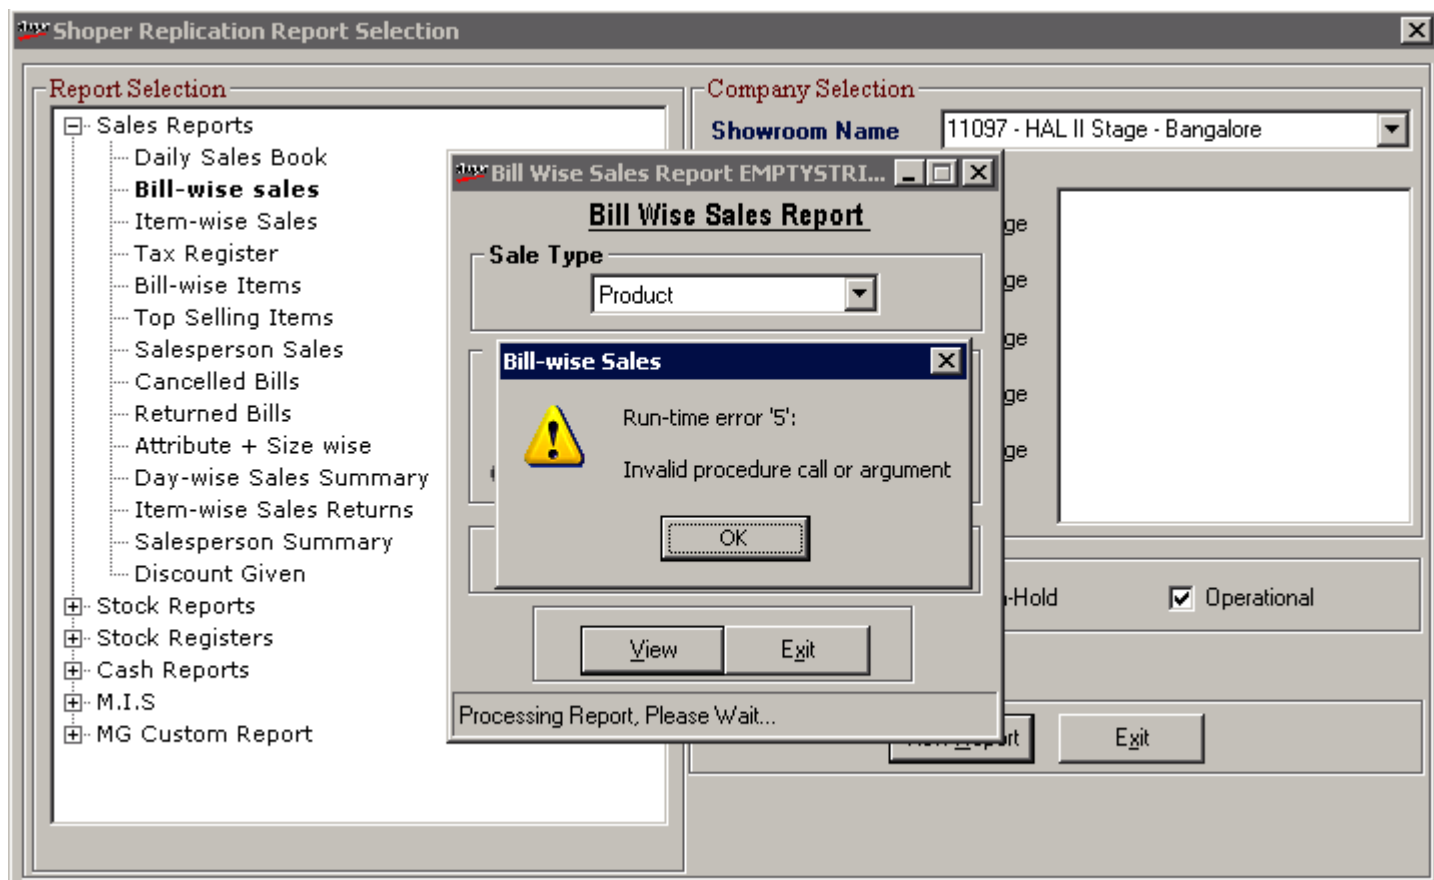 Shoper Replication Report Selection
Report Selection
Sales Reports
Daily Sales Book
Bill-wise sales
Item-wise Sales
Tax Register
Bill-wise Items
Top Selling Items
Salesperson Sales
Cancelled Bills
Returned Bills
Attribute + Size wise
Day-wise Sales Summary
Item-wise Sales Returns
Salesperson Summary
Discount Given
Stock Reports
Stock Registers
Cash Reports
M.I.S
MG Custom Report
Company Selection
Showroom Name
11097 - HAL II Stage - Bangalore
ge
ge
ge
ge
ge
-Hold
Operational
Exit
Bill Wise Sales Report EMPTYSTRI...
Bill Wise Sales Report
Sale Type
Product
View
Exit
Processing Report, Please Wait...
Bill-wise Sales
Run-time error '5':
Invalid procedure call or argument
OK